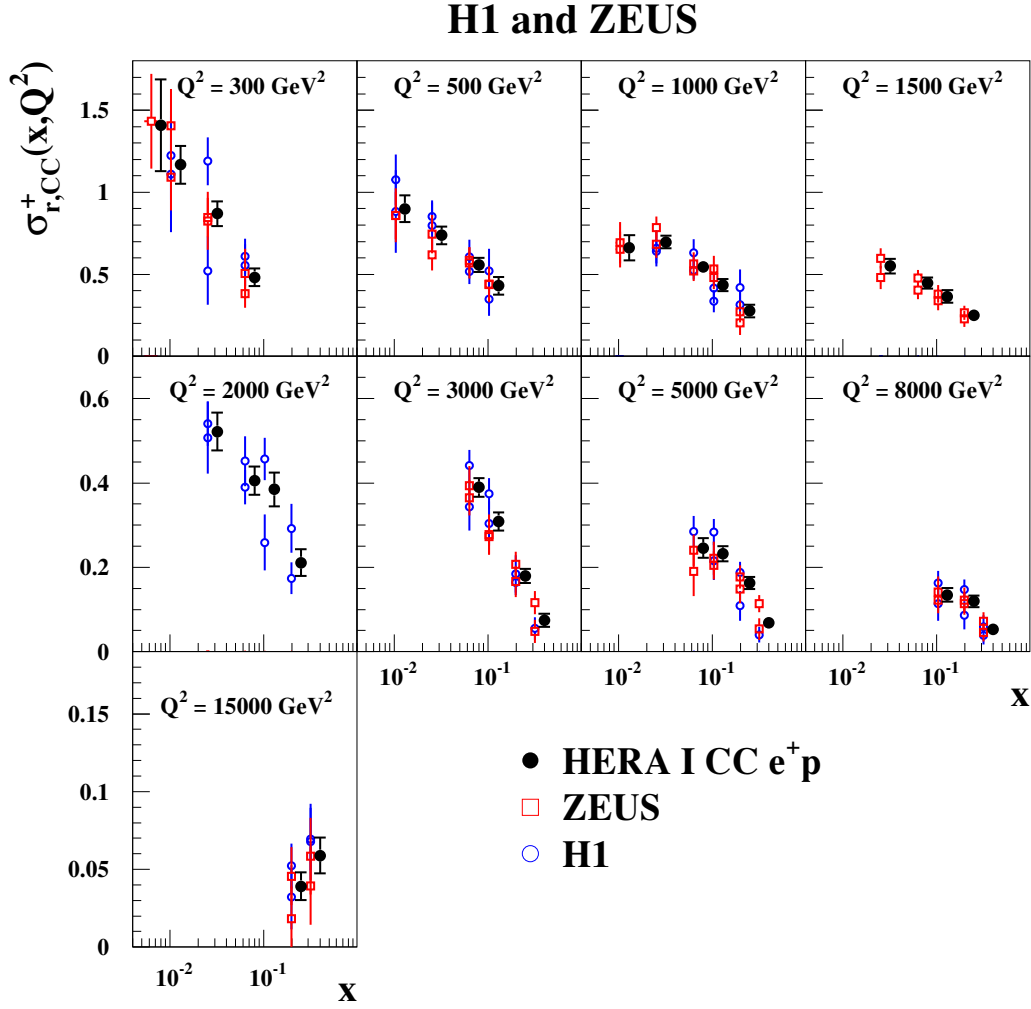 H1 and ZEUS
σ⁺r,CC(x,Q²)
Q² = 300 GeV²
Q² = 500 GeV²
Q² = 1000 GeV²
Q² = 1500 GeV²
1.5
1
0.5
0
Q² = 2000 GeV²
Q² = 3000 GeV²
Q² = 5000 GeV²
Q² = 8000 GeV²
0.6
0.4
0.2
0
10⁻² 10⁻¹
10⁻² 10⁻¹
10⁻² 10⁻¹
x
Q² = 15000 GeV²
0.15
0.1
0.05
0
10⁻² 10⁻¹
x
HERA I CC e⁺p
ZEUS
H1